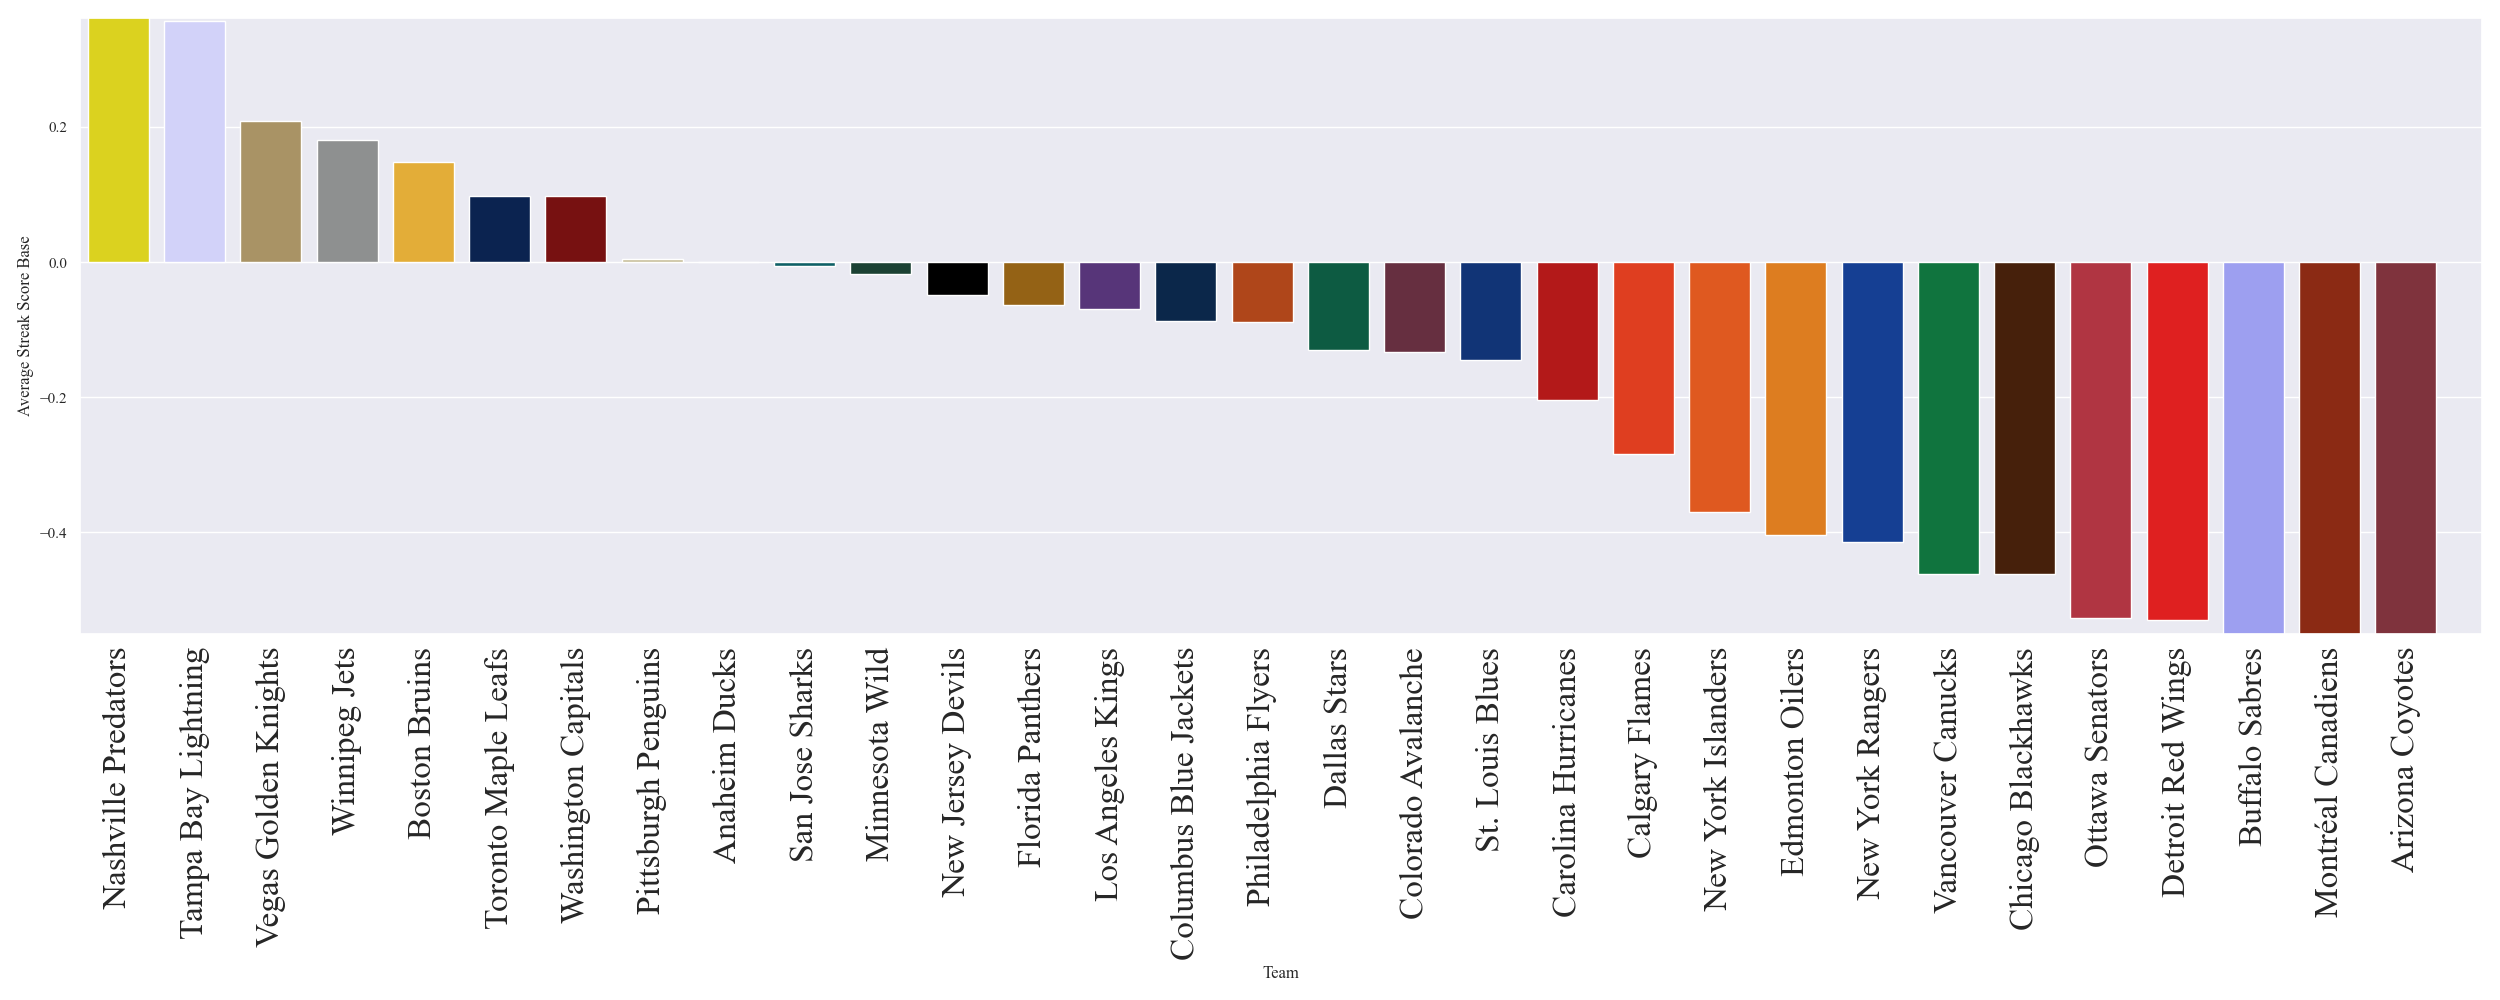 Average Streak Score Base
0.2
0.0
−0.2
−0.4
Nashville Predators
Tampa Bay Lightning
Vegas Golden Knights
Winnipeg Jets
Boston Bruins
Toronto Maple Leafs
Washington Capitals
Pittsburgh Penguins
Anaheim Ducks
San Jose Sharks
Minnesota Wild
New Jersey Devils
Florida Panthers
Los Angeles Kings
Columbus Blue Jackets
Philadelphia Flyers
Dallas Stars
Colorado Avalanche
St. Louis Blues
Carolina Hurricanes
Calgary Flames
New York Islanders
Edmonton Oilers
New York Rangers
Vancouver Canucks
Chicago Blackhawks
Ottawa Senators
Detroit Red Wings
Buffalo Sabres
Montréal Canadiens
Arizona Coyotes
Team